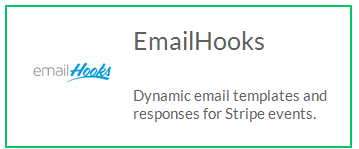 EmailHooks
emailHooks
Dynamic email templates and
responses for Stripe events.